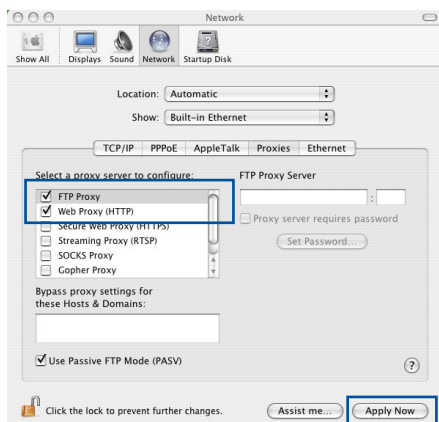 Network
Show All Displays Sound Network Startup Disk
Location: Automatic
Show: Built-in Ethernet
TCP/IP PPPoE AppleTalk Proxies Ethernet
Select a proxy server to configure: FTP Proxy Server
FTP Proxy :
Web Proxy (HTTP) Proxy server requires password
Secure Web Proxy (HTTPS)
Streaming Proxy (RTSP) Set Password...
SOCKS Proxy
Gopher Proxy
Bypass proxy settings for
these Hosts & Domains:
Use Passive FTP Mode (PASV) ?
Click the lock to prevent further changes. Assist me... Apply Now